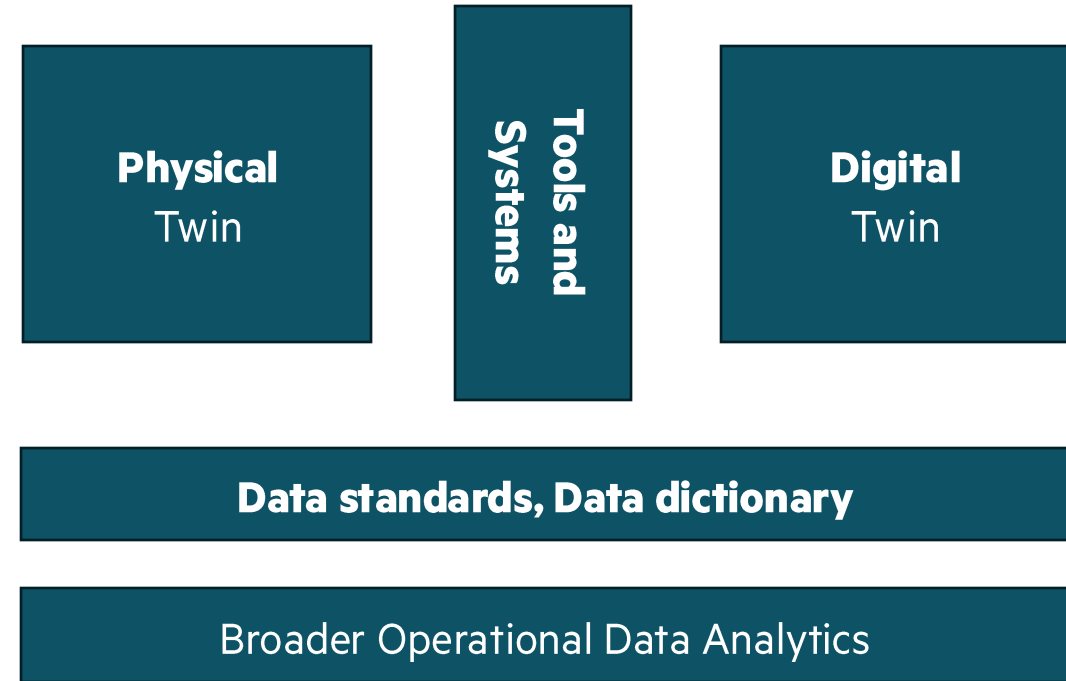 Physical
Twin
Tools and
Systems
Digital
Twin
Data standards, Data dictionary
Broader Operational Data Analytics